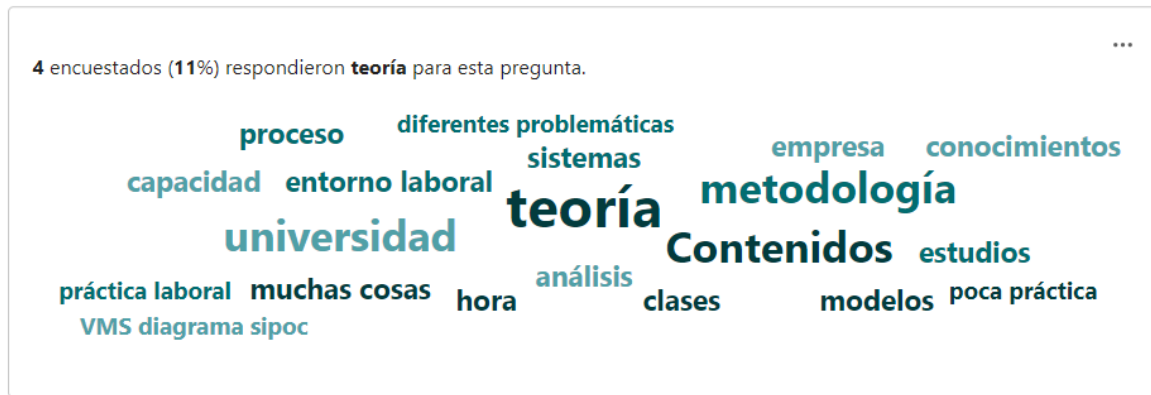 ...
4 encuestados (11%) respondieron teoría para esta pregunta.
proceso
diferentes problemáticas
sistemas
empresa
conocimientos
capacidad
entorno laboral
teoría
metodología
universidad
Contenidos
estudios
análisis
práctica laboral
muchas cosas
hora
clases
modelos
poca práctica
VMS diagrama sipoc